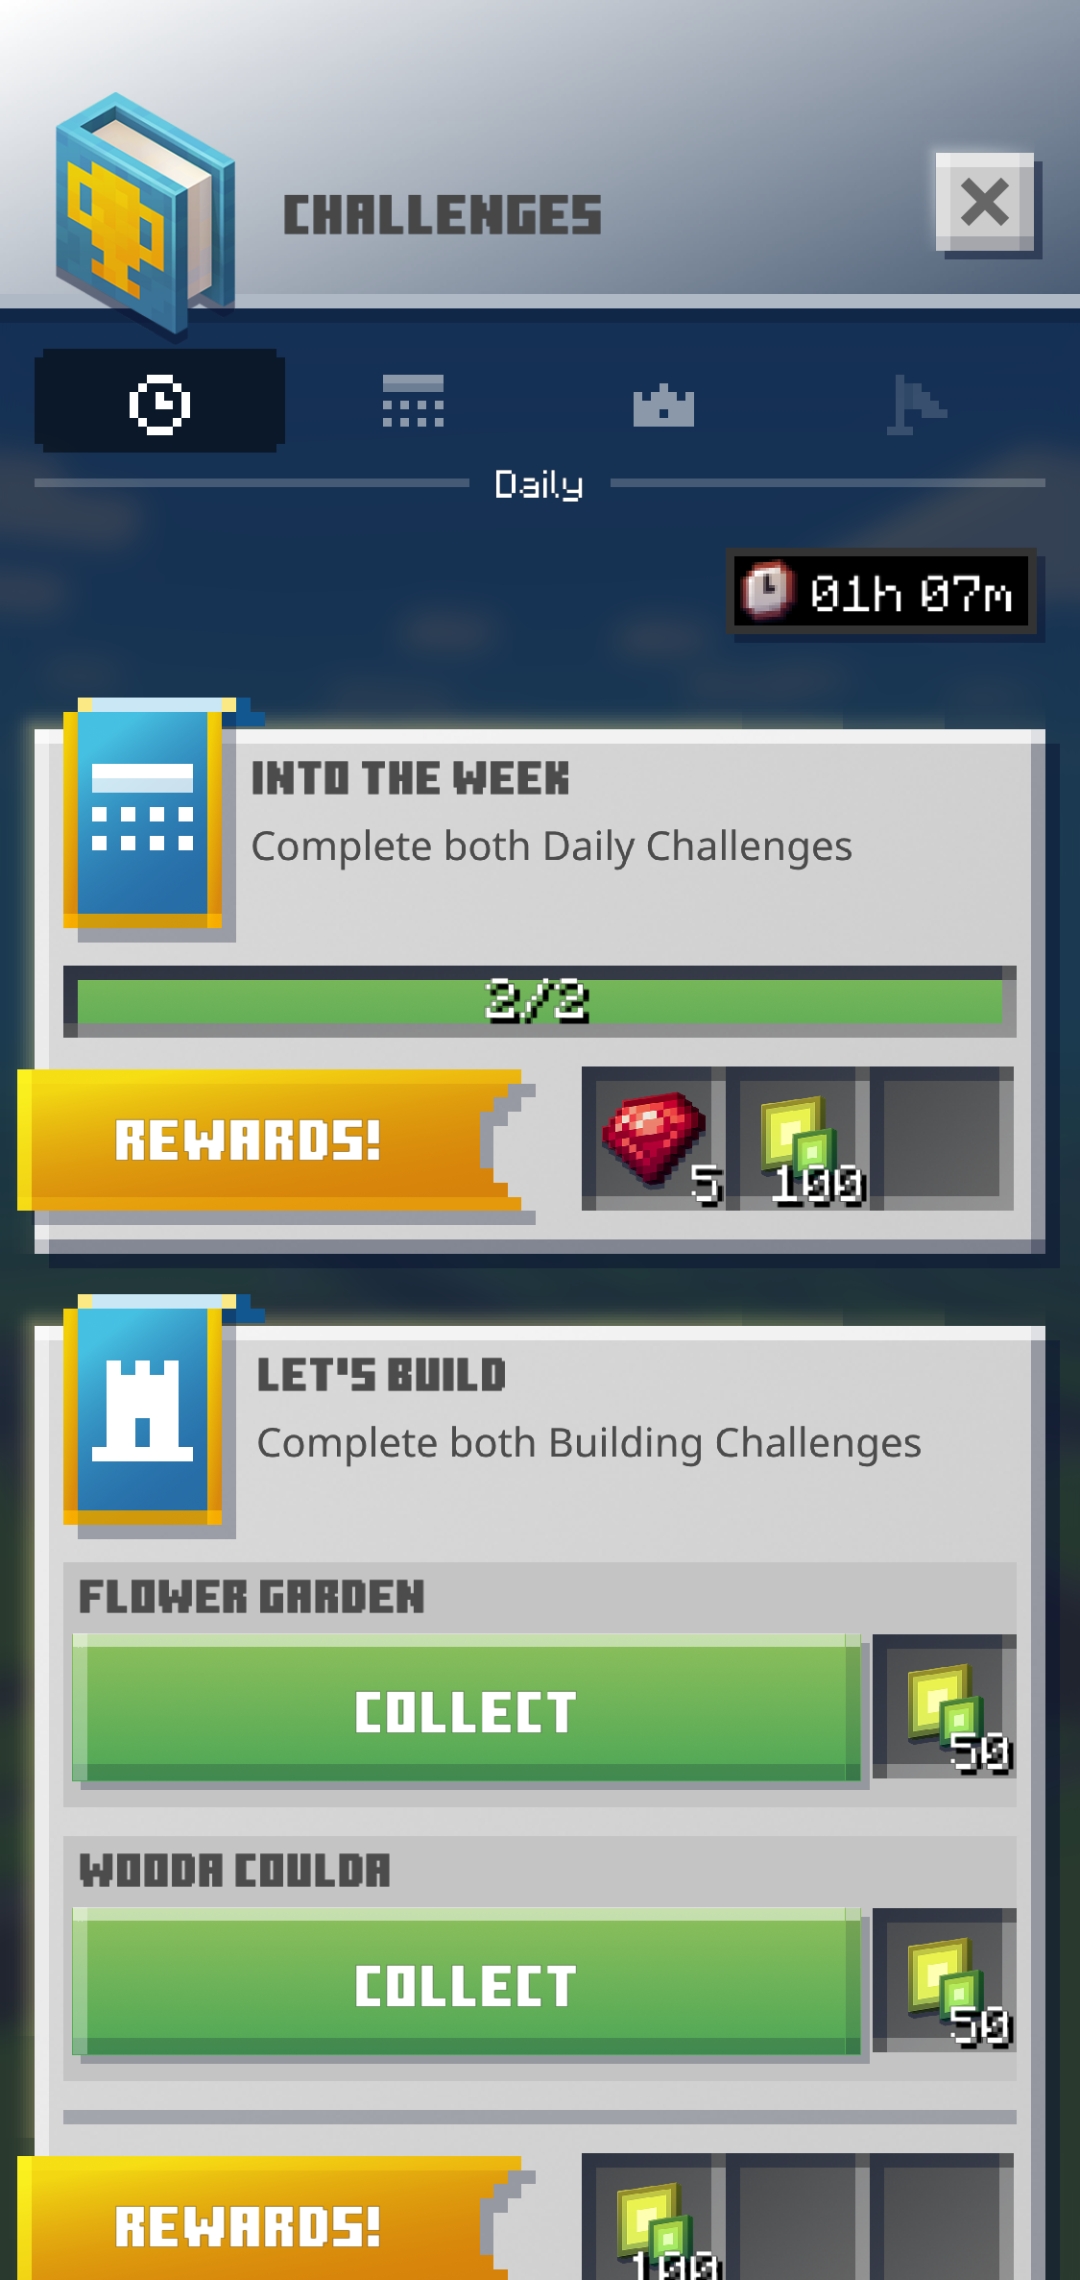 CHALLENGES
Daily
01h 07m
INTO THE WEEK
Complete both Daily Challenges
2/2
REWARDS!
5
100
LET'S BUILD
Complete both Building Challenges
FLOWER GARDEN
COLLECT
50
WOODA COULDA
COLLECT
50
REWARDS!
100